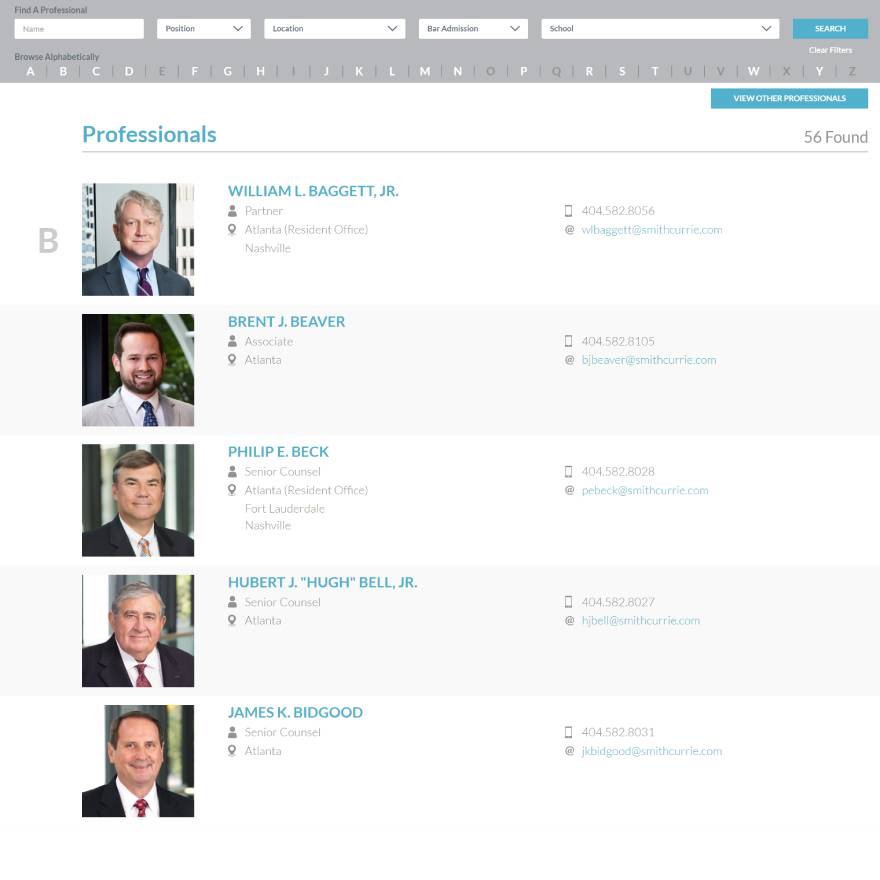 Find A Professional
Name
Position
Location
Bar Admission
School
SEARCH
Clear Filters
Browse Alphabetically
A | B | C | D | E | F | G | H | I | J | K | L | M | N | O | P | Q | R | S | T | U | V | W | X | Y | Z
VIEW OTHER PROFESSIONALS
Professionals
56 Found
B
WILLIAM L. BAGGETT, JR.
Partner
404.582.8056
Atlanta (Resident Office)
@ wlbaggett@smithcurrie.com
Nashville
BRENT J. BEAVER
Associate
404.582.8105
Atlanta
@ bjbeaver@smithcurrie.com
PHILIP E. BECK
Senior Counsel
404.582.8028
Atlanta (Resident Office)
@ pebeck@smithcurrie.com
Fort Lauderdale
Nashville
HUBERT J. "HUGH" BELL, JR.
Senior Counsel
404.582.8027
Atlanta
@ hjbell@smithcurrie.com
JAMES K. BIDGOOD
Senior Counsel
404.582.8031
Atlanta
@ jkbidgood@smithcurrie.com